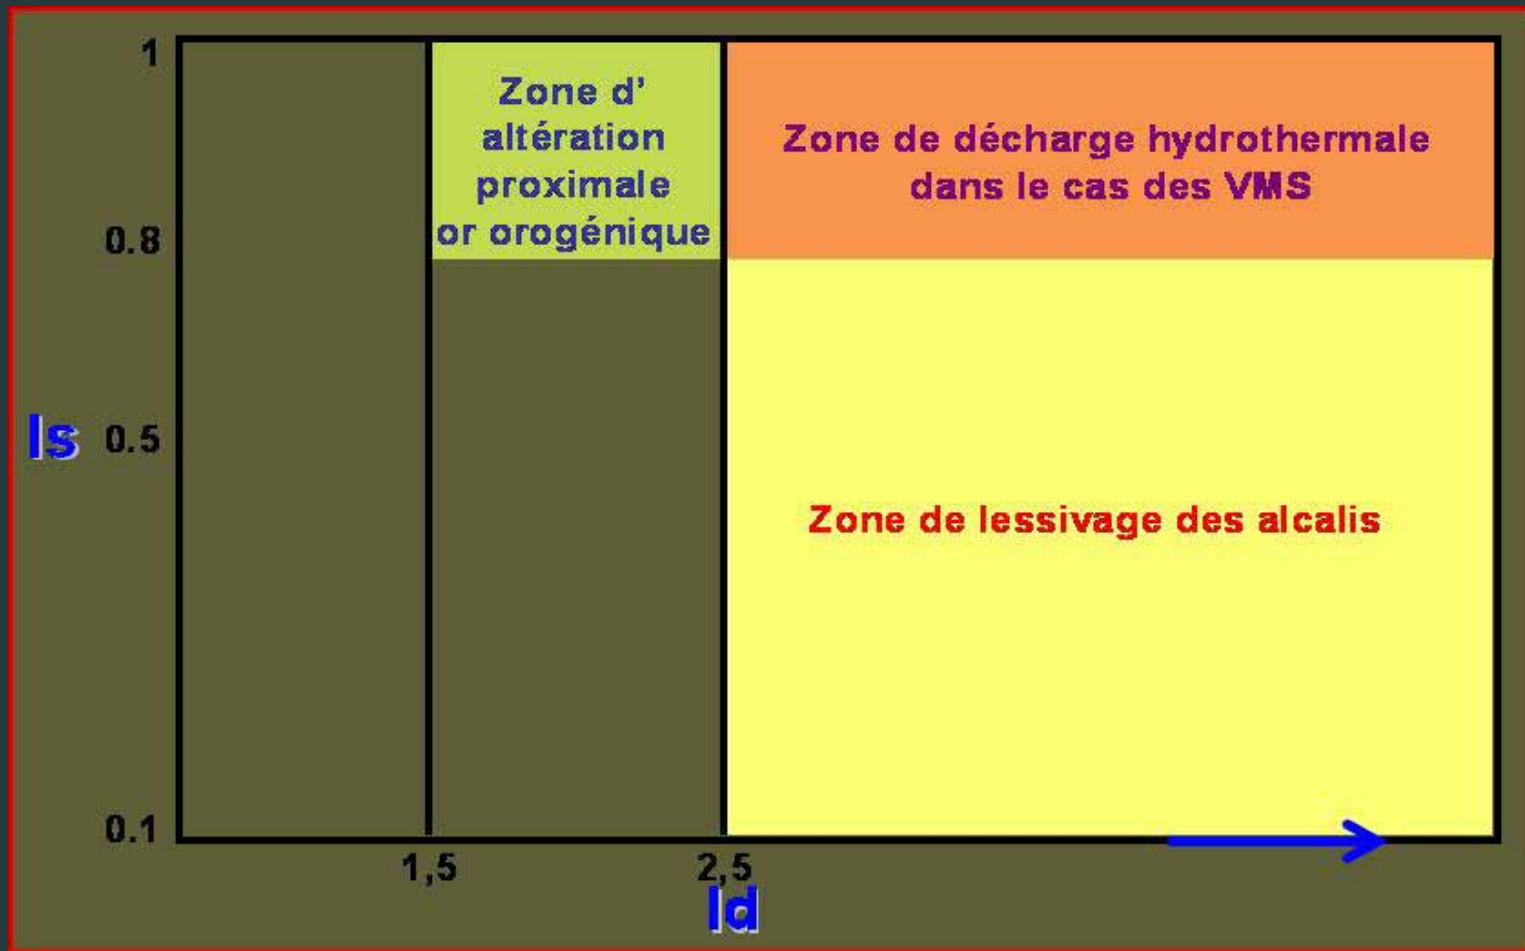 1
Zone d'
altération
proximale
or orogénique
Zone de décharge hydrothermale
dans le cas des VMS
0.8
Is
0.5
Zone de lessivage des alcalis
0.1
1,5
2,5
Id